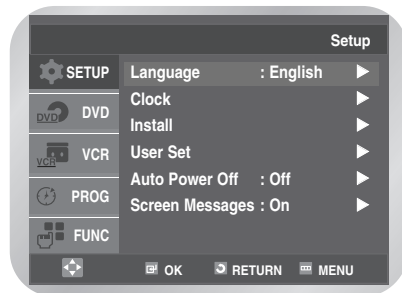 Setup
SETUP
DVD DVD
VCR VCR
PROG
FUNC
Language : English
Clock
Install
User Set
Auto Power Off : Off
Screen Messages : On
OK RETURN MENU